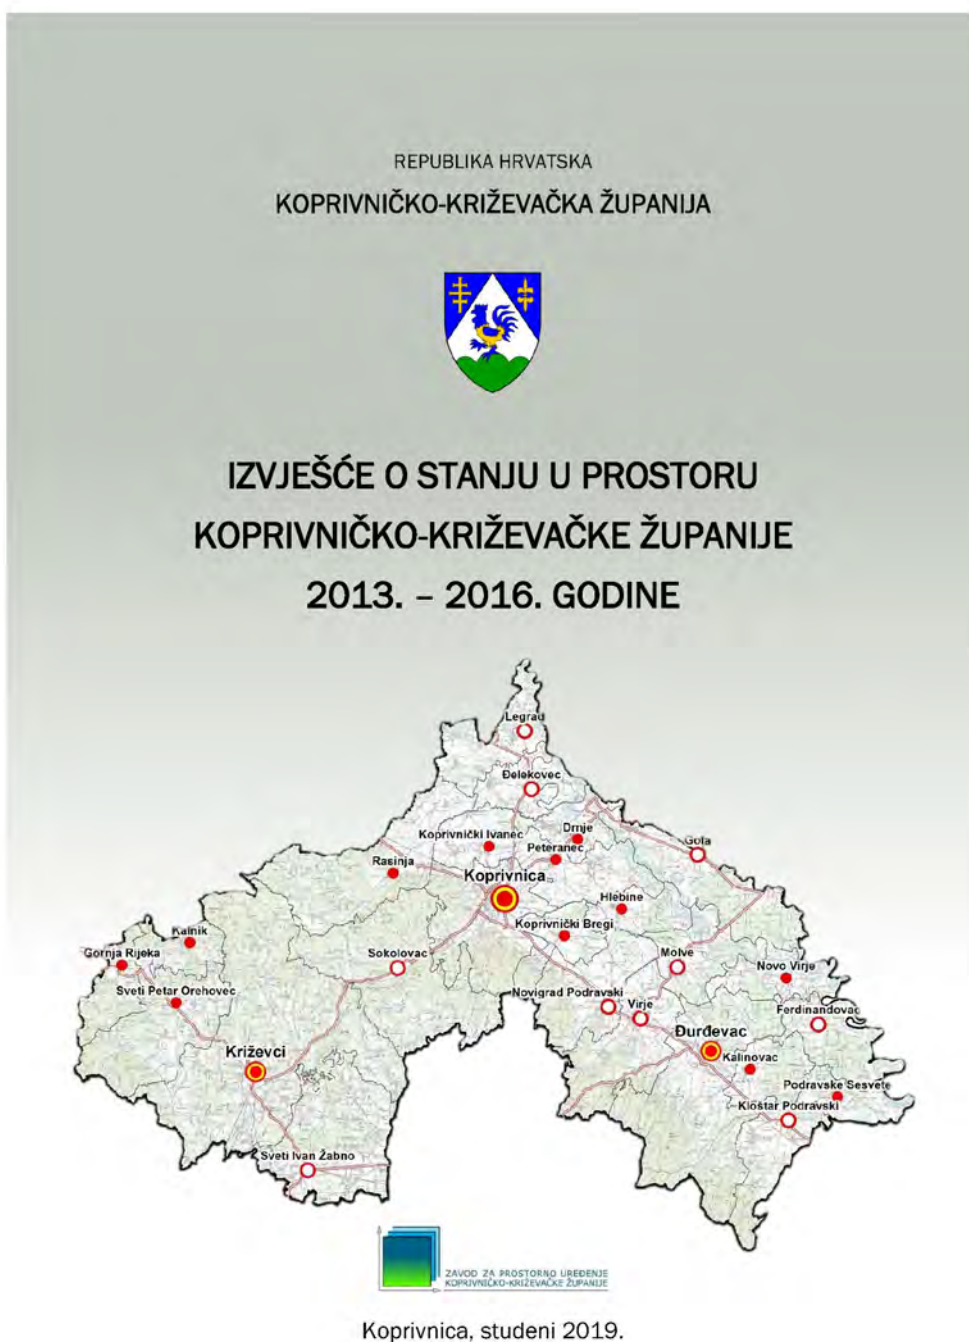 REPUBLIKA HRVATSKA
KOPRIVNIČKO-KRIŽEVAČKA ŽUPANIJA
IZVJEŠĆE O STANJU U PROSTORU
KOPRIVNIČKO-KRIŽEVAČKE ŽUPANIJE
2013. – 2016. GODINE
Legrad
Đelekovec
Drnje
Koprivnički Ivanec
Peteranec
Gola
Rasinja
Koprivnica
Hlebine
Koprivnički Bregi
Kalnik
Gornja Rijeka
Sokolovac
Molve
Novo Virje
Sveti Petar Orehovec
Novigrad Podravski
Virje
Ferdinandovac
Đurđevac
Križevci
Kalinovac
Podravske Sesvete
Kloštar Podravski
Sveti Ivan Žabno
ZAVOD ZA PROSTORNO UREĐENJE
KOPRIVNIČKO-KRIŽEVAČKE ŽUPANIJE
Koprivnica, studeni 2019.